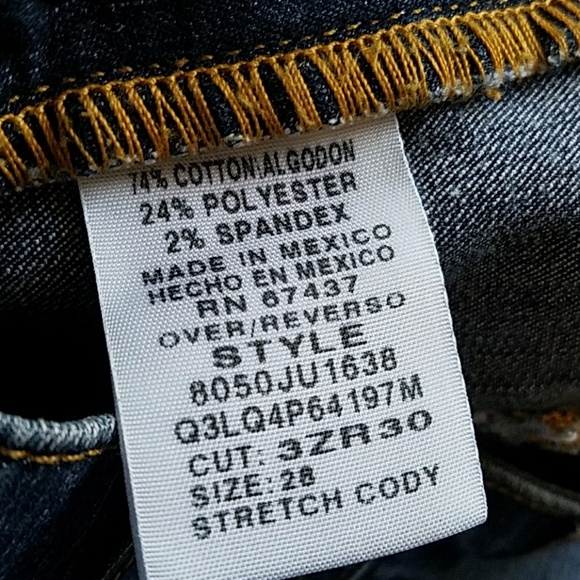 74% COTTON\ALGODON
24% POLYESTER
2% SPANDEX
MADE IN MEXICO
HECHO EN MEXICO
RN 67437
OVER/REVERSO
STYLE
8050JU1638
Q3LQ4P64197M
CUT: 3ZR30
SIZE: 28
STRETCH CODY